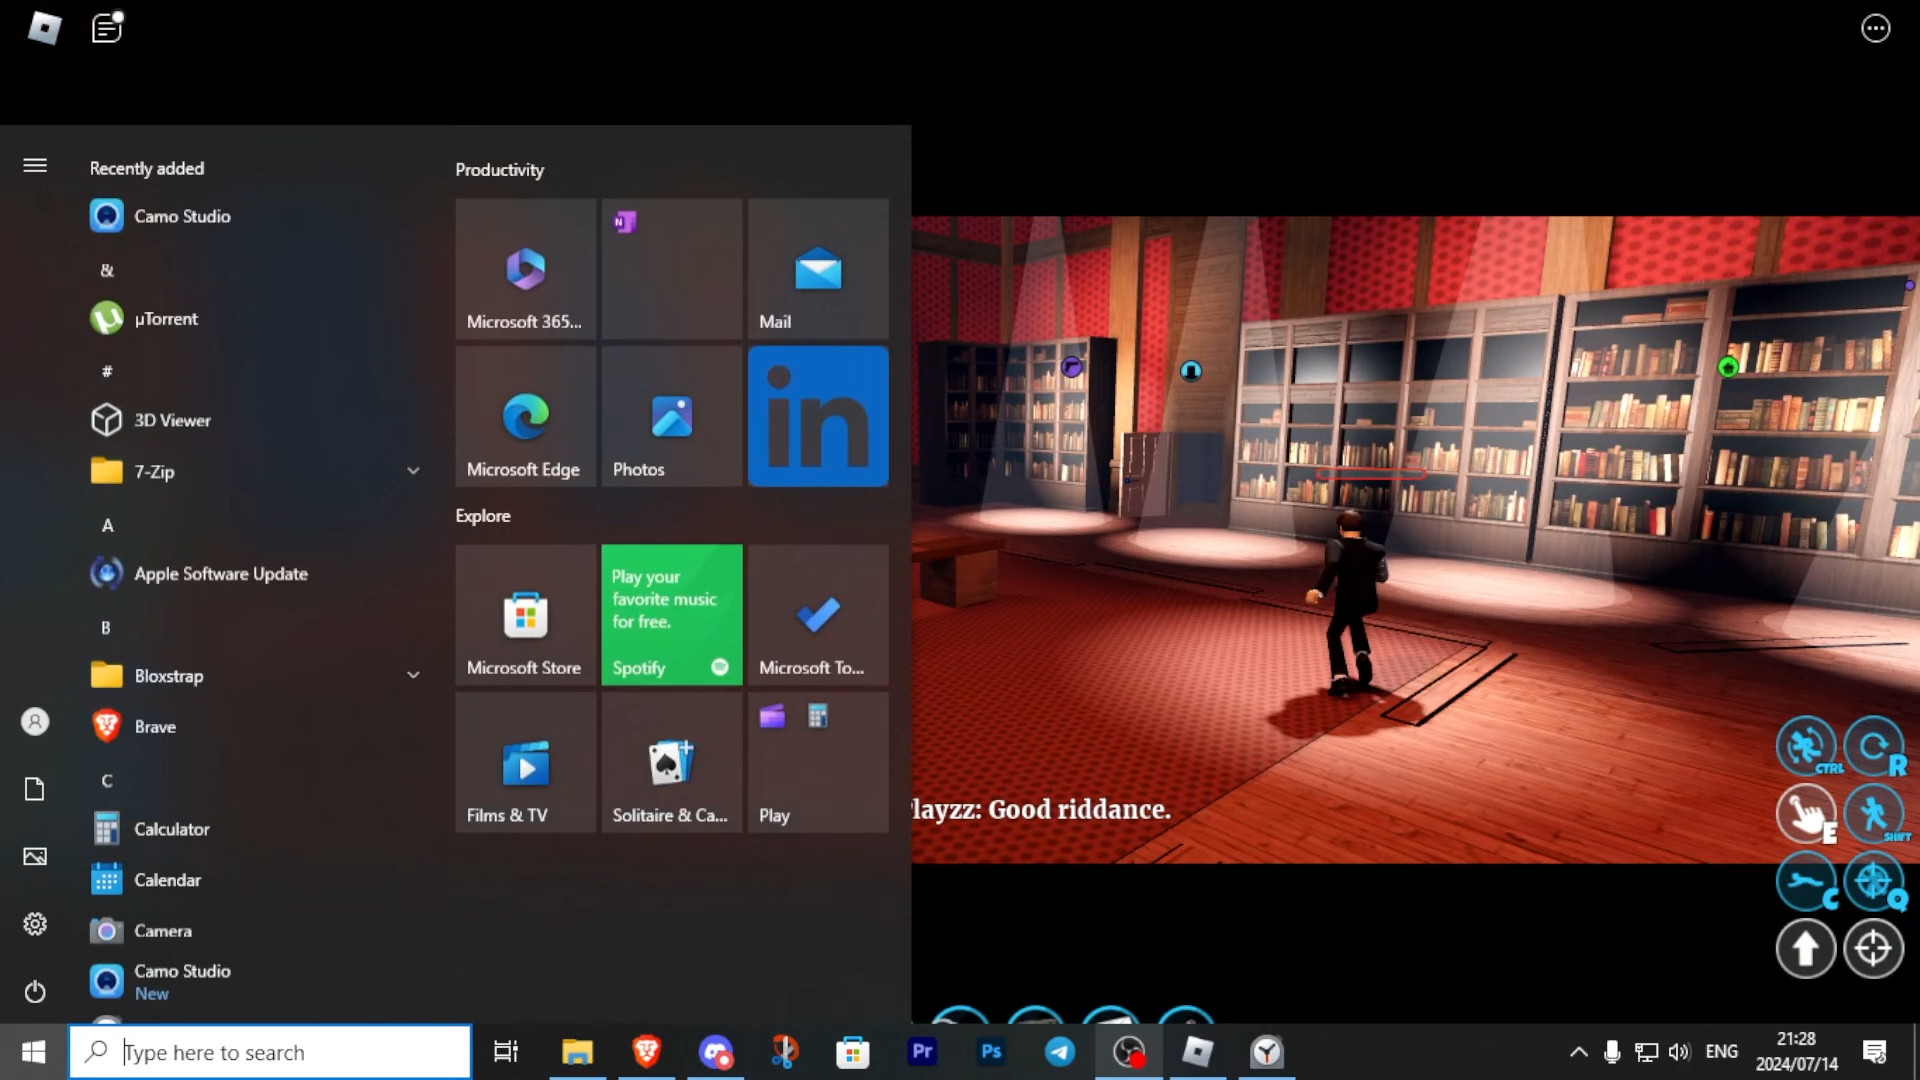 Recently added
Camo Studio
&
µTorrent
#
3D Viewer
7-Zip
A
Apple Software Update
B
Bloxstrap
Brave
C
Calculator
Calendar
Camera
Camo Studio
New
Productivity
Microsoft 365...
N
Mail
Microsoft Edge
Photos
in
Explore
Microsoft Store
Play your
favorite music
for free.
Spotify
Microsoft To...
Films & TV
Solitaire & Ca...
Play
layzz: Good riddance.
CTRL
R
E
SHIFT
C
Q
Type here to search
Pr
Ps
ENG
21:28
2024/07/14